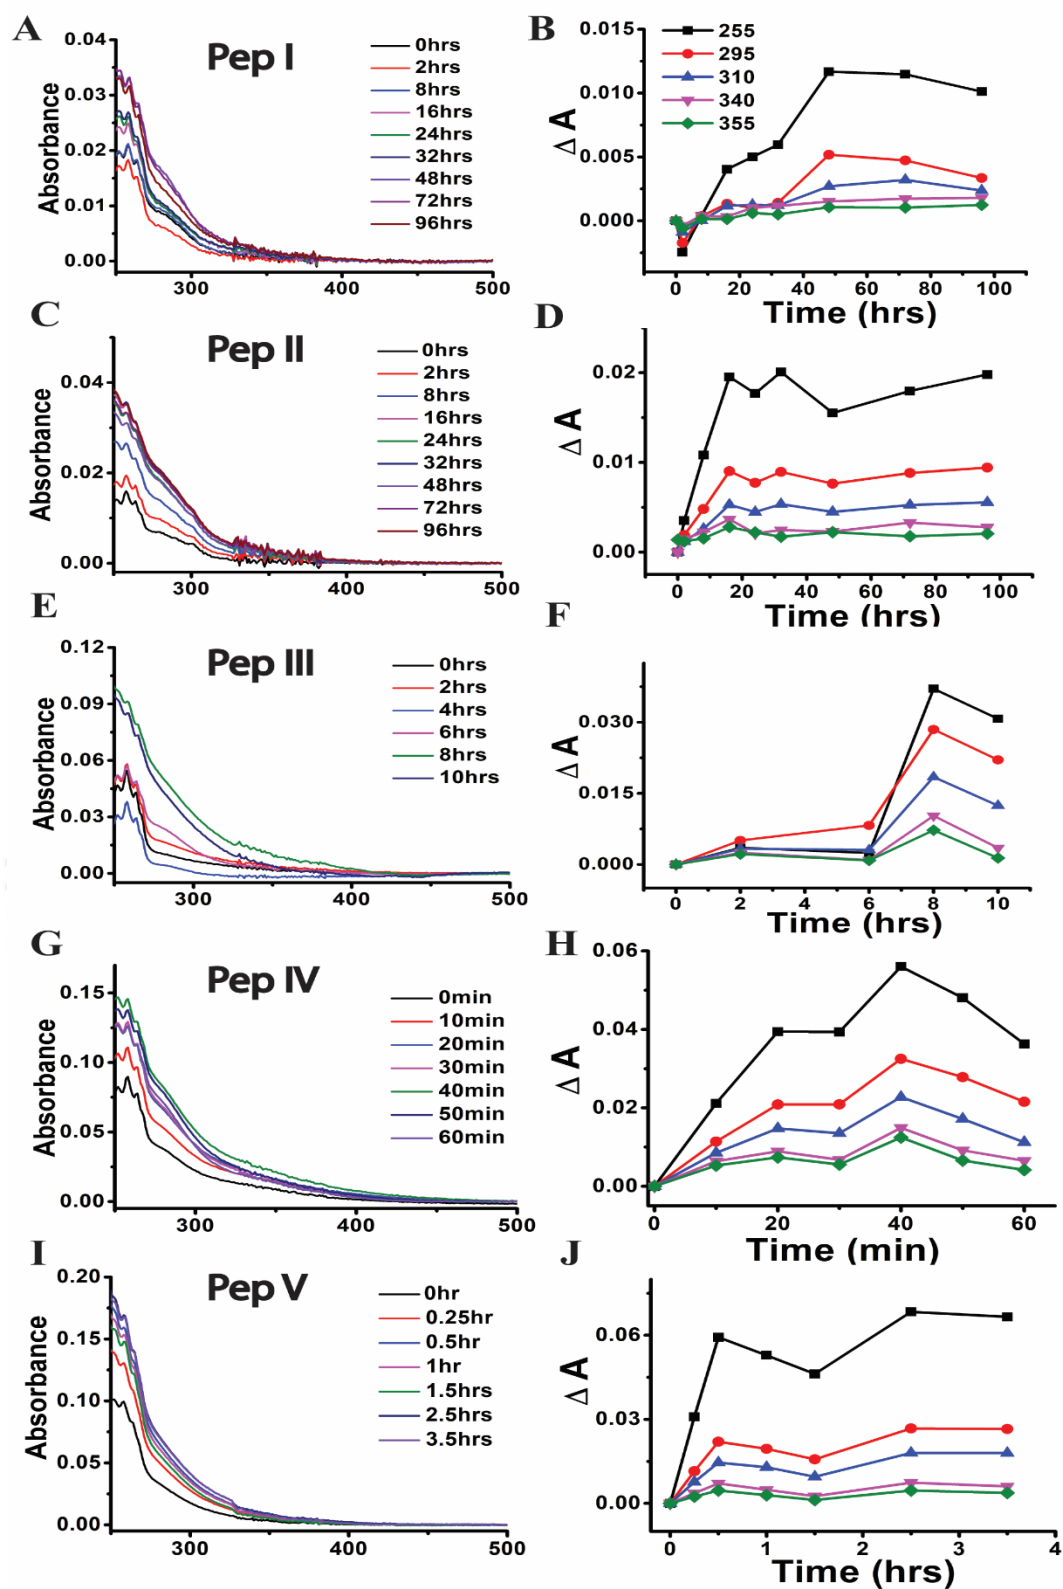 A
Pep I
0.04
0.03
0.02
0.01
0.00
Absorbance
300
400
500
0hrs
2hrs
8hrs
16hrs
24hrs
32hrs
48hrs
72hrs
96hrs
B
0.015
0.010
0.005
0.000
Δ A
255
295
310
340
355
0
20
40
60
80
100
Time (hrs)
C
Pep II
0.04
0.02
0.00
Absorbance
300
400
500
0hrs
2hrs
8hrs
16hrs
24hrs
32hrs
48hrs
72hrs
96hrs
D
0.02
0.01
0.00
Δ A
0
20
40
60
80
100
Time (hrs)
E
Pep III
0.12
0.09
0.06
0.03
0.00
Absorbance
300
400
500
0hrs
2hrs
4hrs
6hrs
8hrs
10hrs
F
0.030
0.015
0.000
Δ A
0
2
4
6
8
10
Time (hrs)
G
Pep IV
0.15
0.10
0.05
0.00
Absorbance
300
400
500
0min
10min
20min
30min
40min
50min
60min
H
0.06
0.04
0.02
0.00
Δ A
0
20
40
60
Time (min)
I
Pep V
0.20
0.15
0.10
0.05
0.00
Absorbance
300
400
500
0hr
0.25hr
0.5hr
1hr
1.5hrs
2.5hrs
3.5hrs
J
0.06
0.03
0.00
Δ A
0
1
2
3
4
Time (hrs)